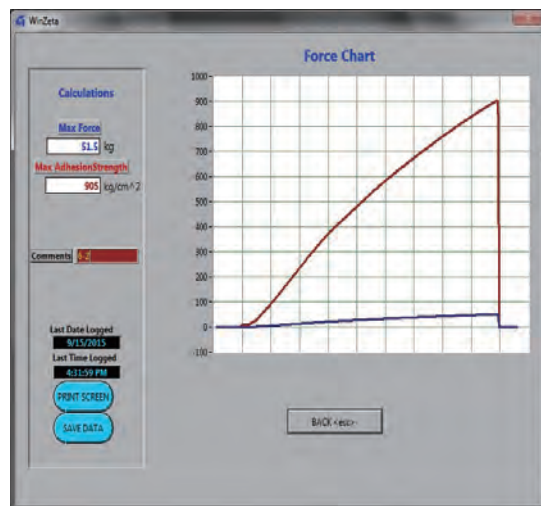 WinZeta
Force Chart
Calculations
Max Force
51.5 kg
Max AdhesionStrength
905 kg/cm^2
Comments 6-2
Last Date Logged
9/15/2015
Last Time Logged
4:31:59 PM
PRINT SCREEN
SAVE DATA
1000
900
800
700
600
500
400
300
200
100
0
-100
BACK <esc>